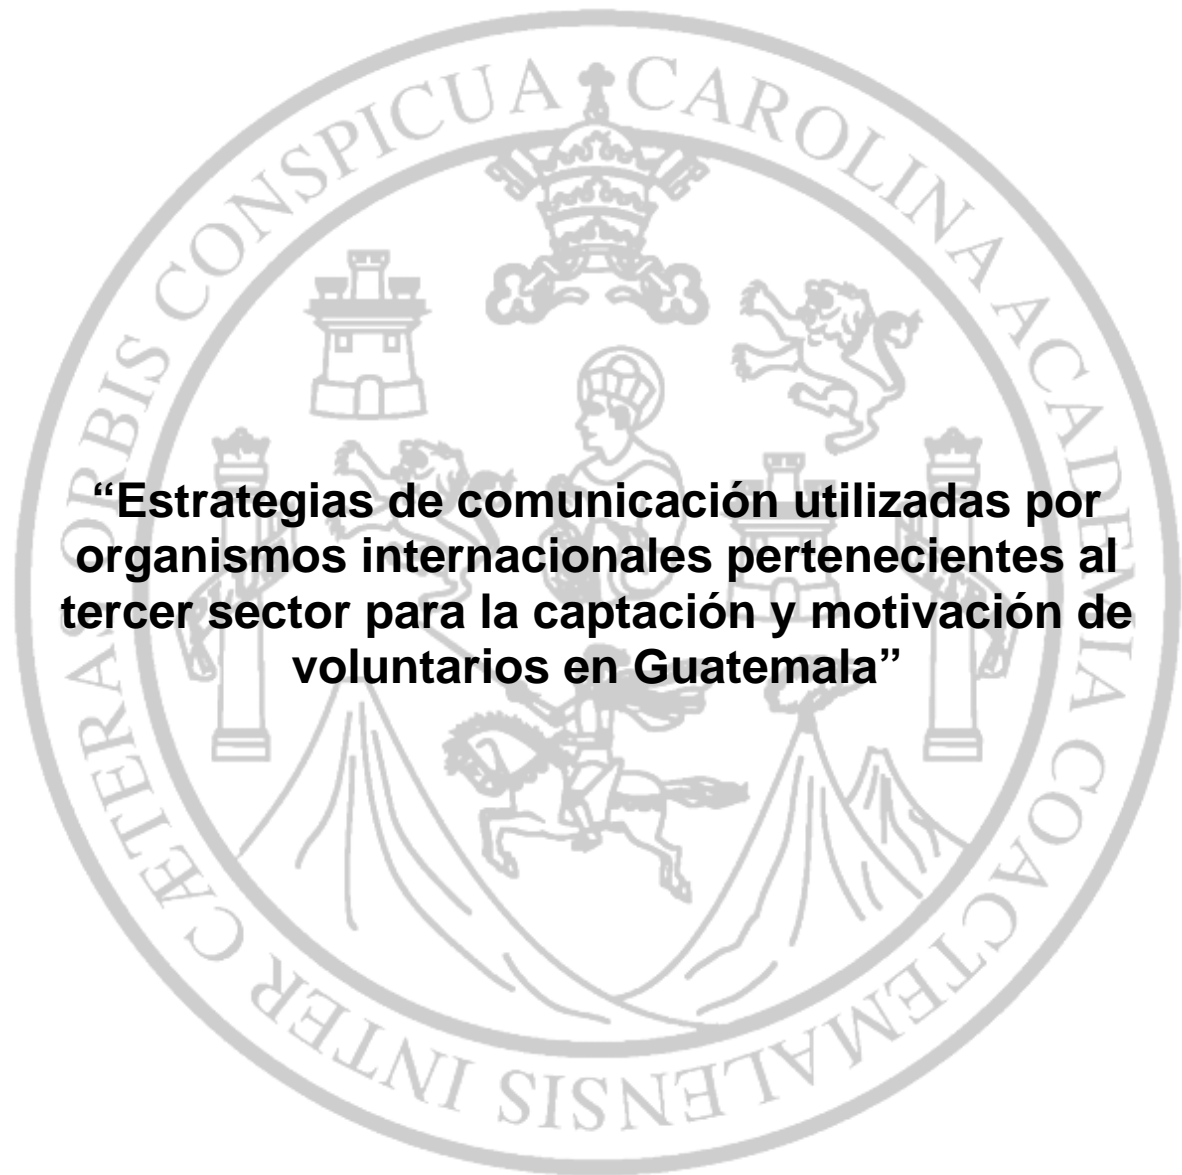 CAROLINA ACADEMIA COACTEMALENSIS INTER CÆTERAS ORBIS CONSPICUA
“Estrategias de comunicación utilizadas por
organismos internacionales pertenecientes al
tercer sector para la captación y motivación de
voluntarios en Guatemala”